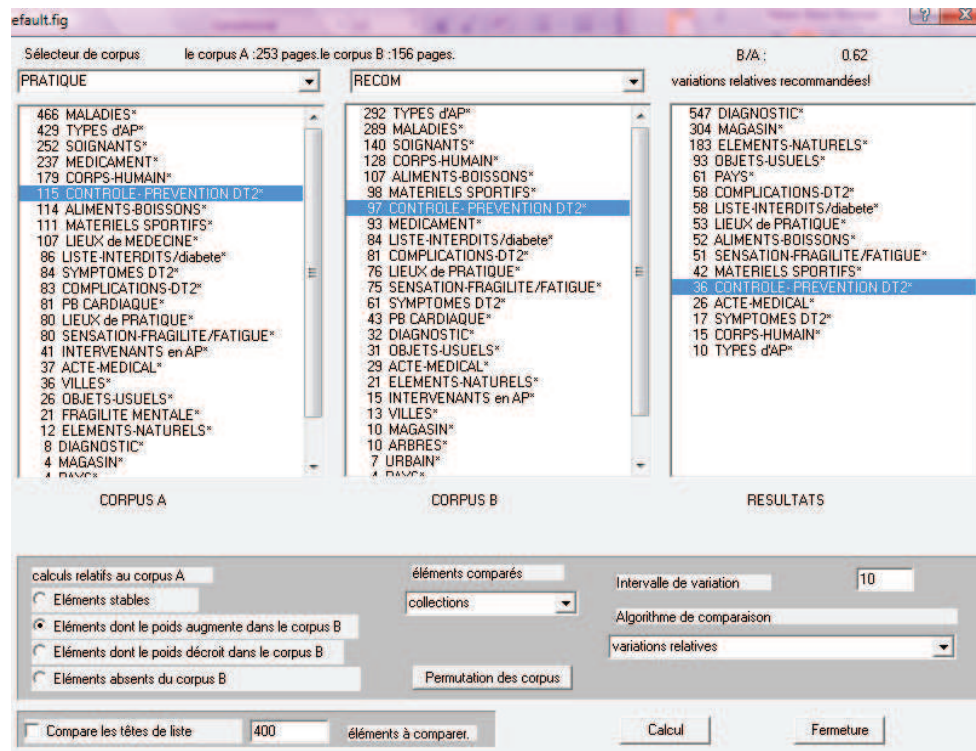 efault.fig
Sélecteur de corpus le corpus A :253 pages.le corpus B :156 pages. B/A : 0.62
PRATIQUE
RECOM
variations relatives recommandées!
466 MALADIES*
429 TYPES d'AP*
252 SOIGNANTS*
237 MEDICAMENT*
179 CORPS-HUMAIN*
115 CONTROLE- PREVENTION DT2*
114 ALIMENTS-BOISSONS*
111 MATERIELS SPORTIFS*
107 LIEUX de MEDECINE*
86 LISTE-INTERDITS/diabete*
84 SYMPTOMES DT2*
83 COMPLICATIONS-DT2*
81 PB CARDIAQUE*
80 LIEUX de PRATIQUE*
80 SENSATION-FRAGILITE/FATIGUE*
41 INTERVENANTS en AP*
37 ACTE-MEDICAL*
36 VILLES*
26 OBJETS-USUELS*
21 FRAGILITE MENTALE*
12 ELEMENTS-NATURELS*
8 DIAGNOSTIC*
4 MAGASIN*
4 PAYS*
292 TYPES d'AP*
289 MALADIES*
140 SOIGNANTS*
128 CORPS-HUMAIN*
107 ALIMENTS-BOISSONS*
98 MATERIELS SPORTIFS*
97 CONTROLE- PREVENTION DT2*
93 MEDICAMENT*
84 LISTE-INTERDITS/diabete*
81 COMPLICATIONS-DT2*
76 LIEUX de PRATIQUE*
75 SENSATION-FRAGILITE/FATIGUE*
61 SYMPTOMES DT2*
43 PB CARDIAQUE*
32 DIAGNOSTIC*
31 OBJETS-USUELS*
29 ACTE-MEDICAL*
21 ELEMENTS-NATURELS*
15 INTERVENANTS en AP*
13 VILLES*
10 MAGASIN*
10 ARBRES*
7 URBAIN*
4 PAYS*
547 DIAGNOSTIC*
304 MAGASIN*
183 ELEMENTS-NATURELS*
93 OBJETS-USUELS*
61 PAYS*
58 COMPLICATIONS-DT2*
58 LISTE-INTERDITS/diabete*
53 LIEUX de PRATIQUE*
52 ALIMENTS-BOISSONS*
51 SENSATION-FRAGILITE/FATIGUE*
42 MATERIELS SPORTIFS*
36 CONTROLE- PREVENTION DT2*
26 ACTE-MEDICAL*
17 SYMPTOMES DT2*
15 CORPS-HUMAIN*
10 TYPES d'AP*
CORPUS A
CORPUS B
RESULTATS
calculs relatifs au corpus A
Eléments stables
Eléments dont le poids augmente dans le corpus B
Eléments dont le poids décroit dans le corpus B
Eléments absents du corpus B
éléments comparés
collections
Permutation des corpus
Intervalle de variation 10
Algorithme de comparaison
variations relatives
Compare les têtes de liste 400 éléments à comparer.
Calcul
Fermeture